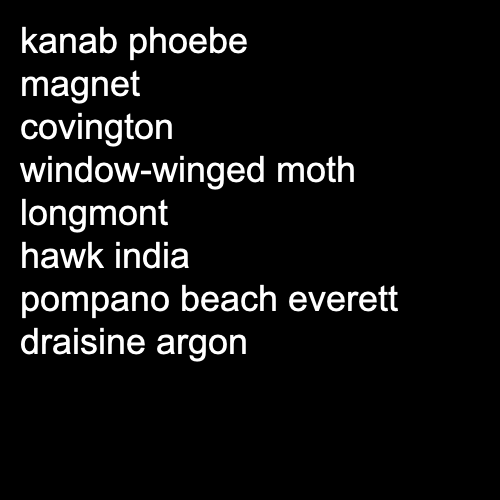 kanab phoebe
magnet
covington
window-winged moth
longmont
hawk india
pompano beach everett
draisine argon